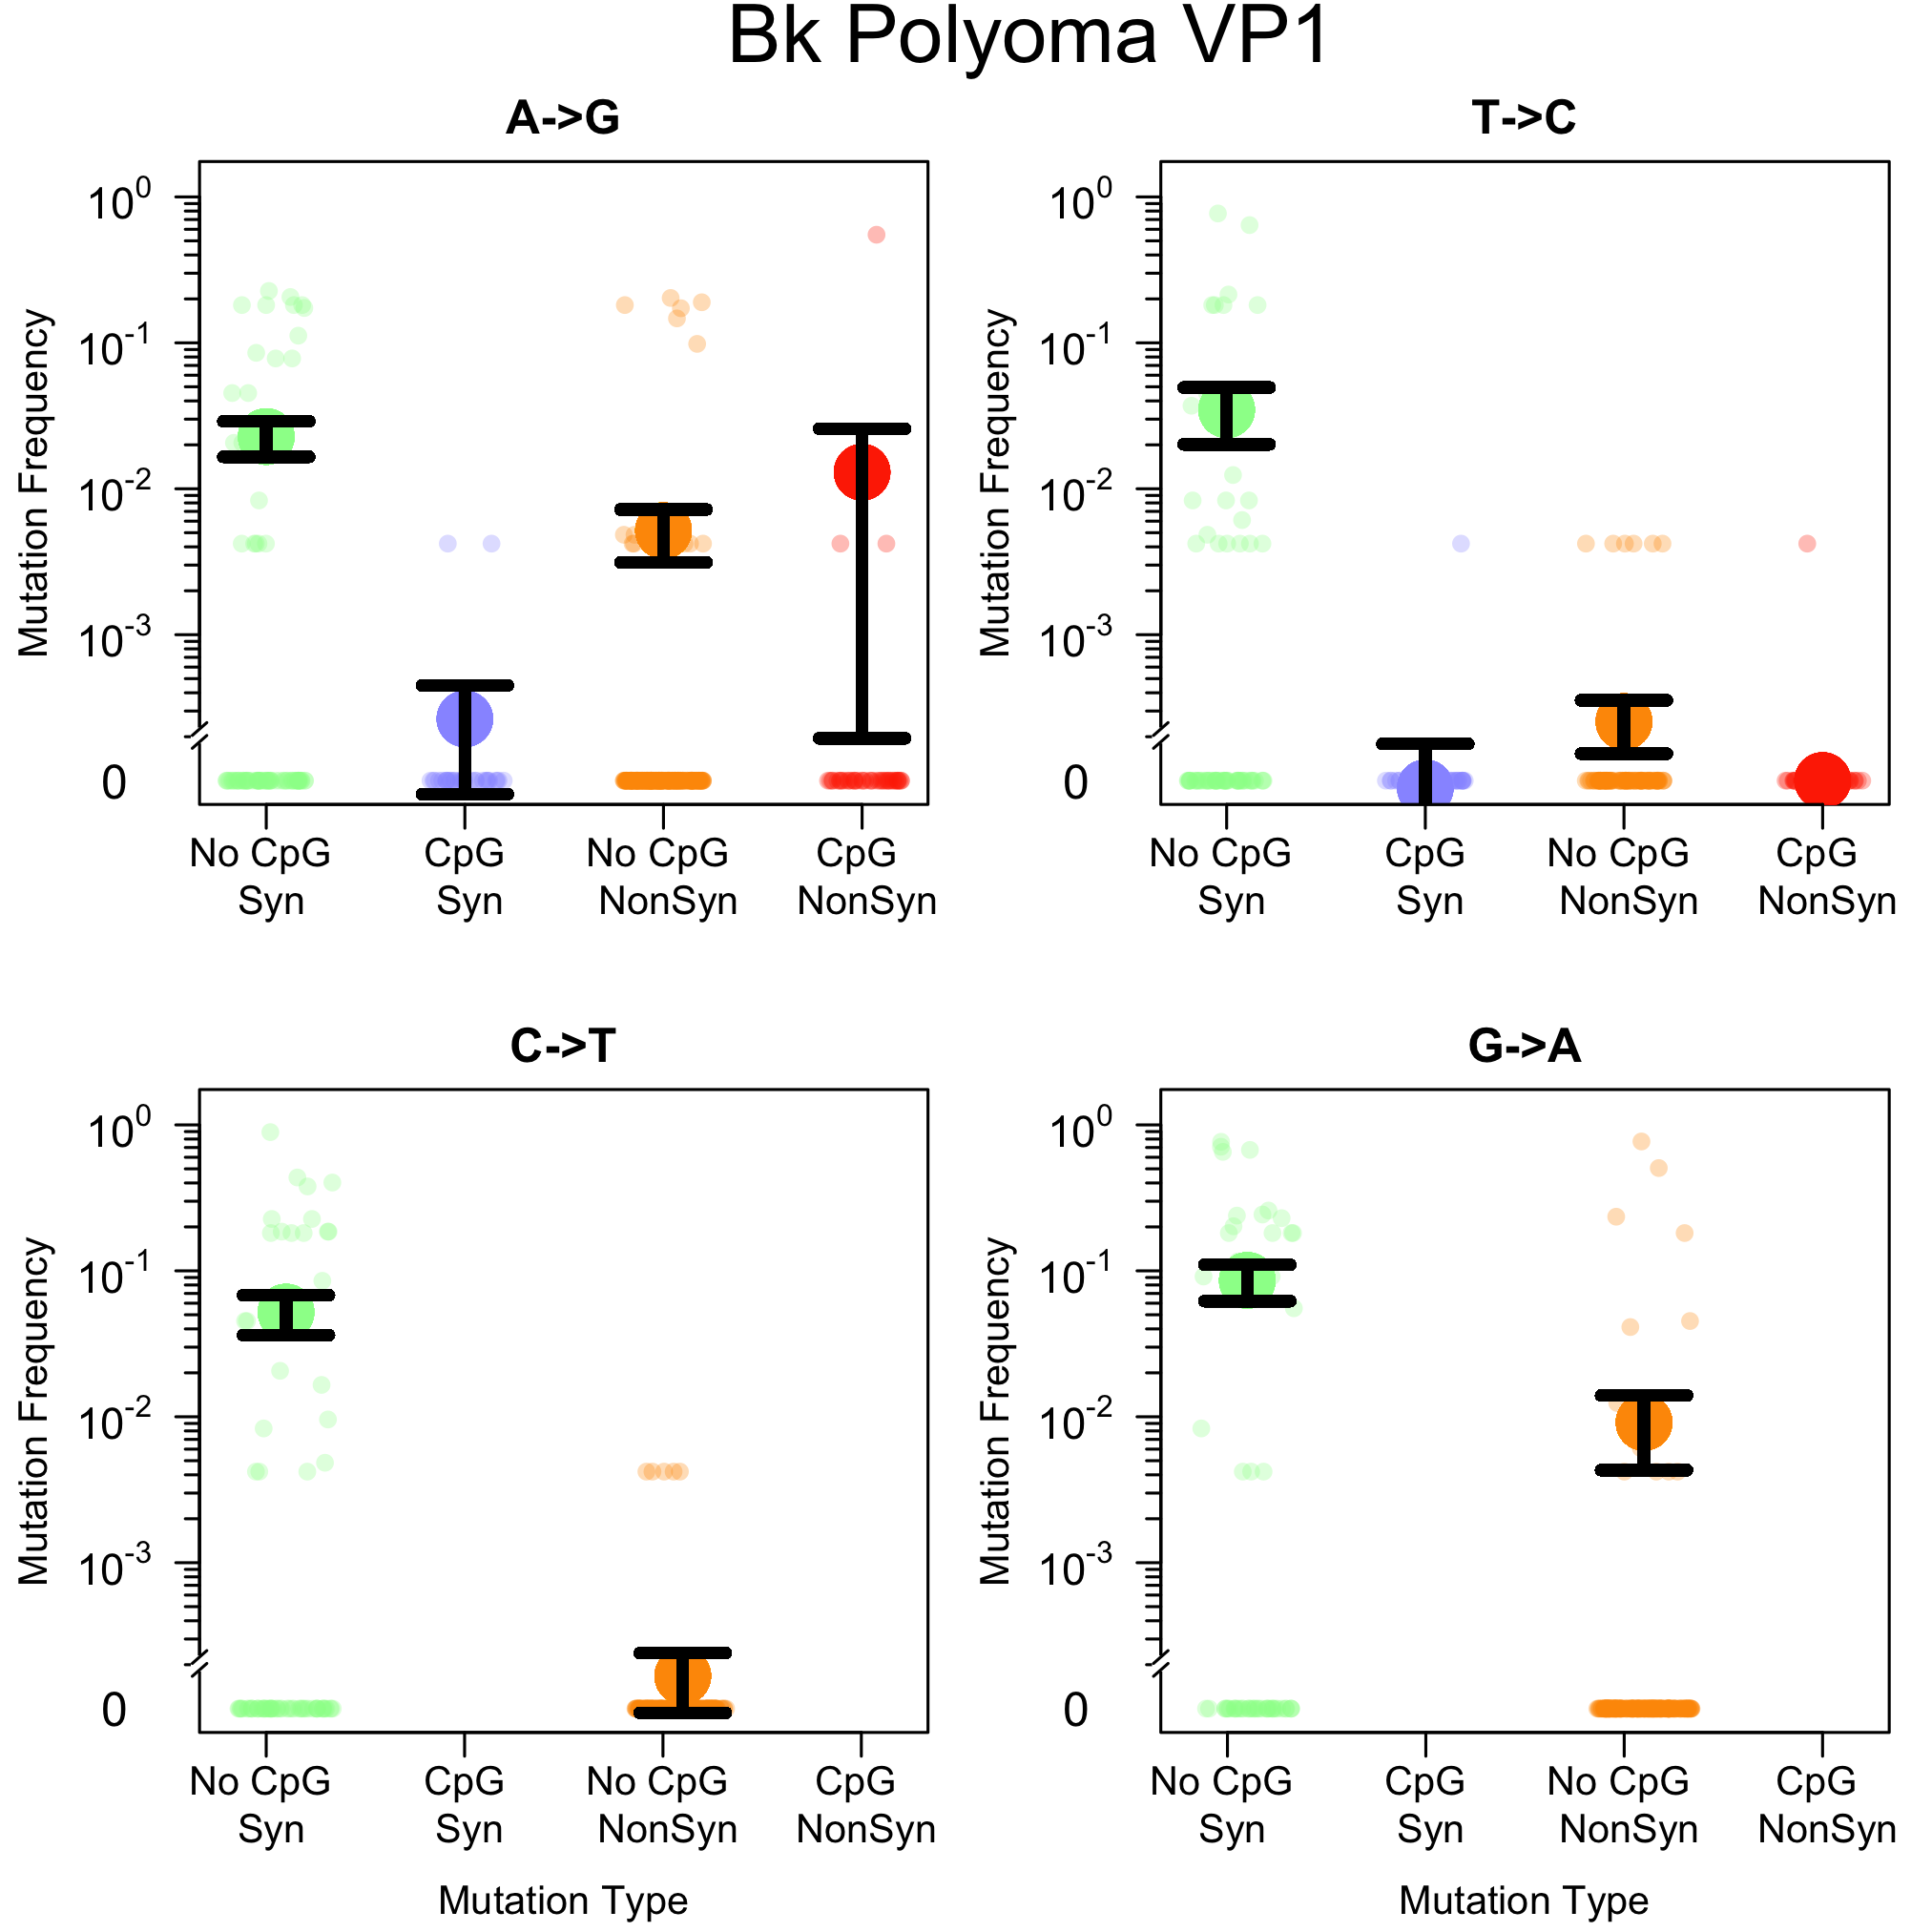 Bk Polyoma VP1
A->G
Mutation Frequency
10^0
10^-1
10^-2
10^-3
0
No CpG CpG No CpG CpG
Syn Syn NonSyn NonSyn
T->C
Mutation Frequency
10^0
10^-1
10^-2
10^-3
0
No CpG CpG No CpG CpG
Syn Syn NonSyn NonSyn
C->T
Mutation Frequency
10^0
10^-1
10^-2
10^-3
0
No CpG CpG No CpG CpG
Syn Syn NonSyn NonSyn
Mutation Type
G->A
Mutation Frequency
10^0
10^-1
10^-2
10^-3
0
No CpG CpG No CpG CpG
Syn Syn NonSyn NonSyn
Mutation Type